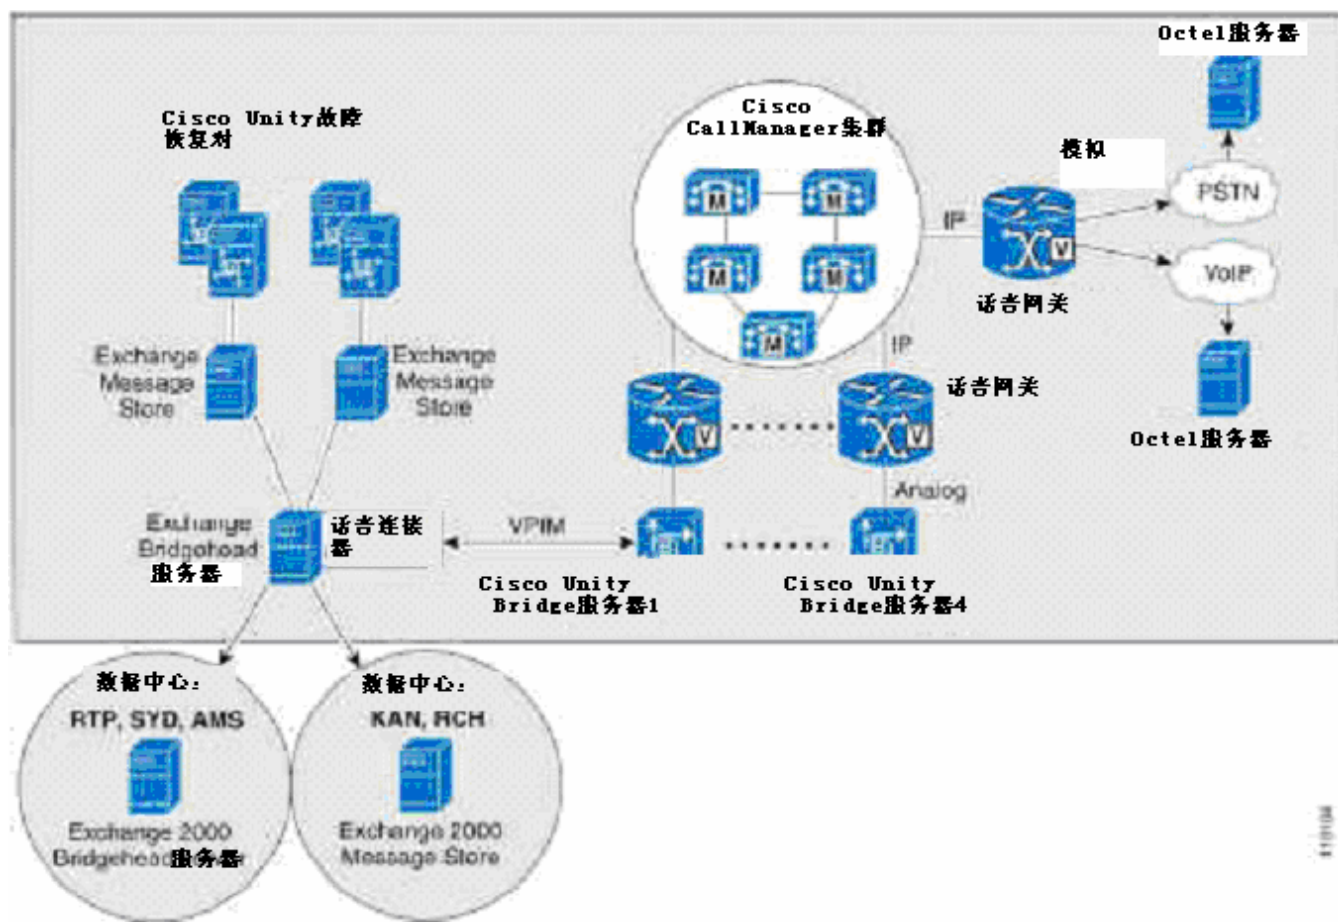 Octel服务器
Cisco Unity故障
恢复对
Cisco
CallManager集群
模拟
PSTN
IP
VoIP
话音网关
M
M
M
M
M
V
Exchange
Message
Store
Exchange
Message
Store
IP
话音网关
V
V
Octel服务器
Analog
Exchange
Bridgehead
服务器
话音连接
器
VPIM
Cisco Unity
Bridge服务器1
Cisco Unity
Bridge服务器4
数据中心：
RTP, SYD, AMS
Exchange 2000
Bridgehead服务器
数据中心：
KAN, RCH
Exchange 2000
Message Store